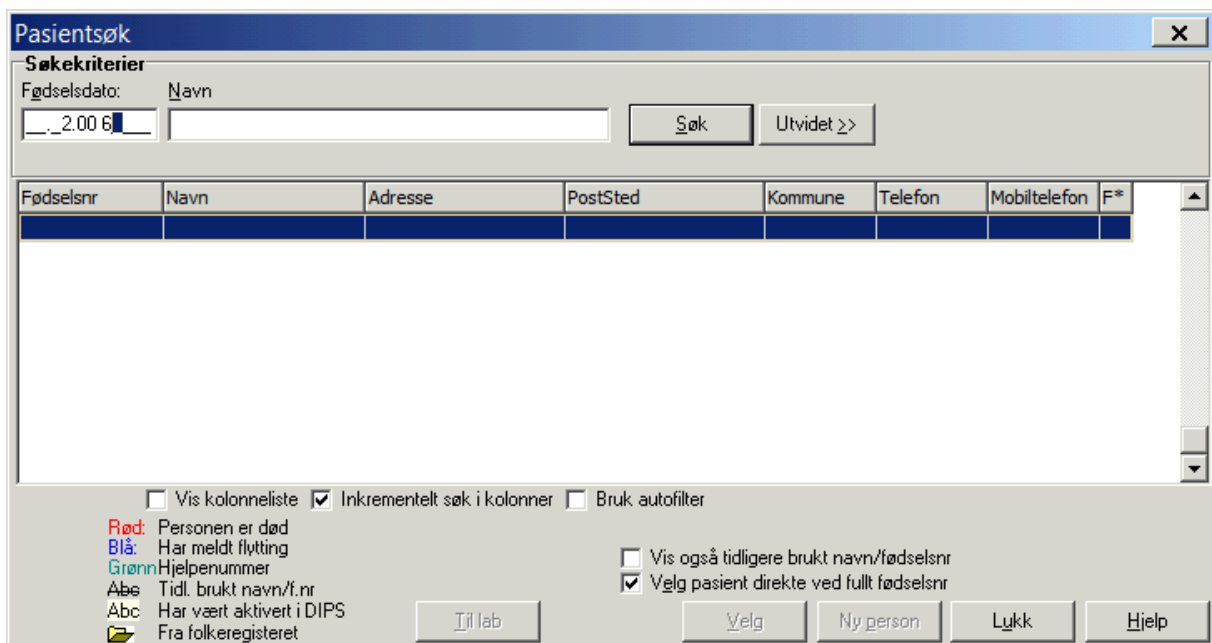 Pasientsøk
Søkekriterier
Fødselsdato: Navn
__._2.00 6____ Søk Utvidet >>
Fødselsnr Navn Adresse PostSted Kommune Telefon Mobiltelefon F*
Vis kolonneliste Inkrementelt søk i kolonner Bruk autofilter
Rød: Personen er død
Blå: Har meldt flytting
Grønn Hjelpenummer
Abc Tidl. brukt navn/f.nr
Abc Har vært aktivert i DIPS
Fra folkeregisteret
Vis også tidligere brukt navn/fødselsnr
Velg pasient direkte ved fullt fødselsnr
Til lab Velg Ny person Lukk Hjelp